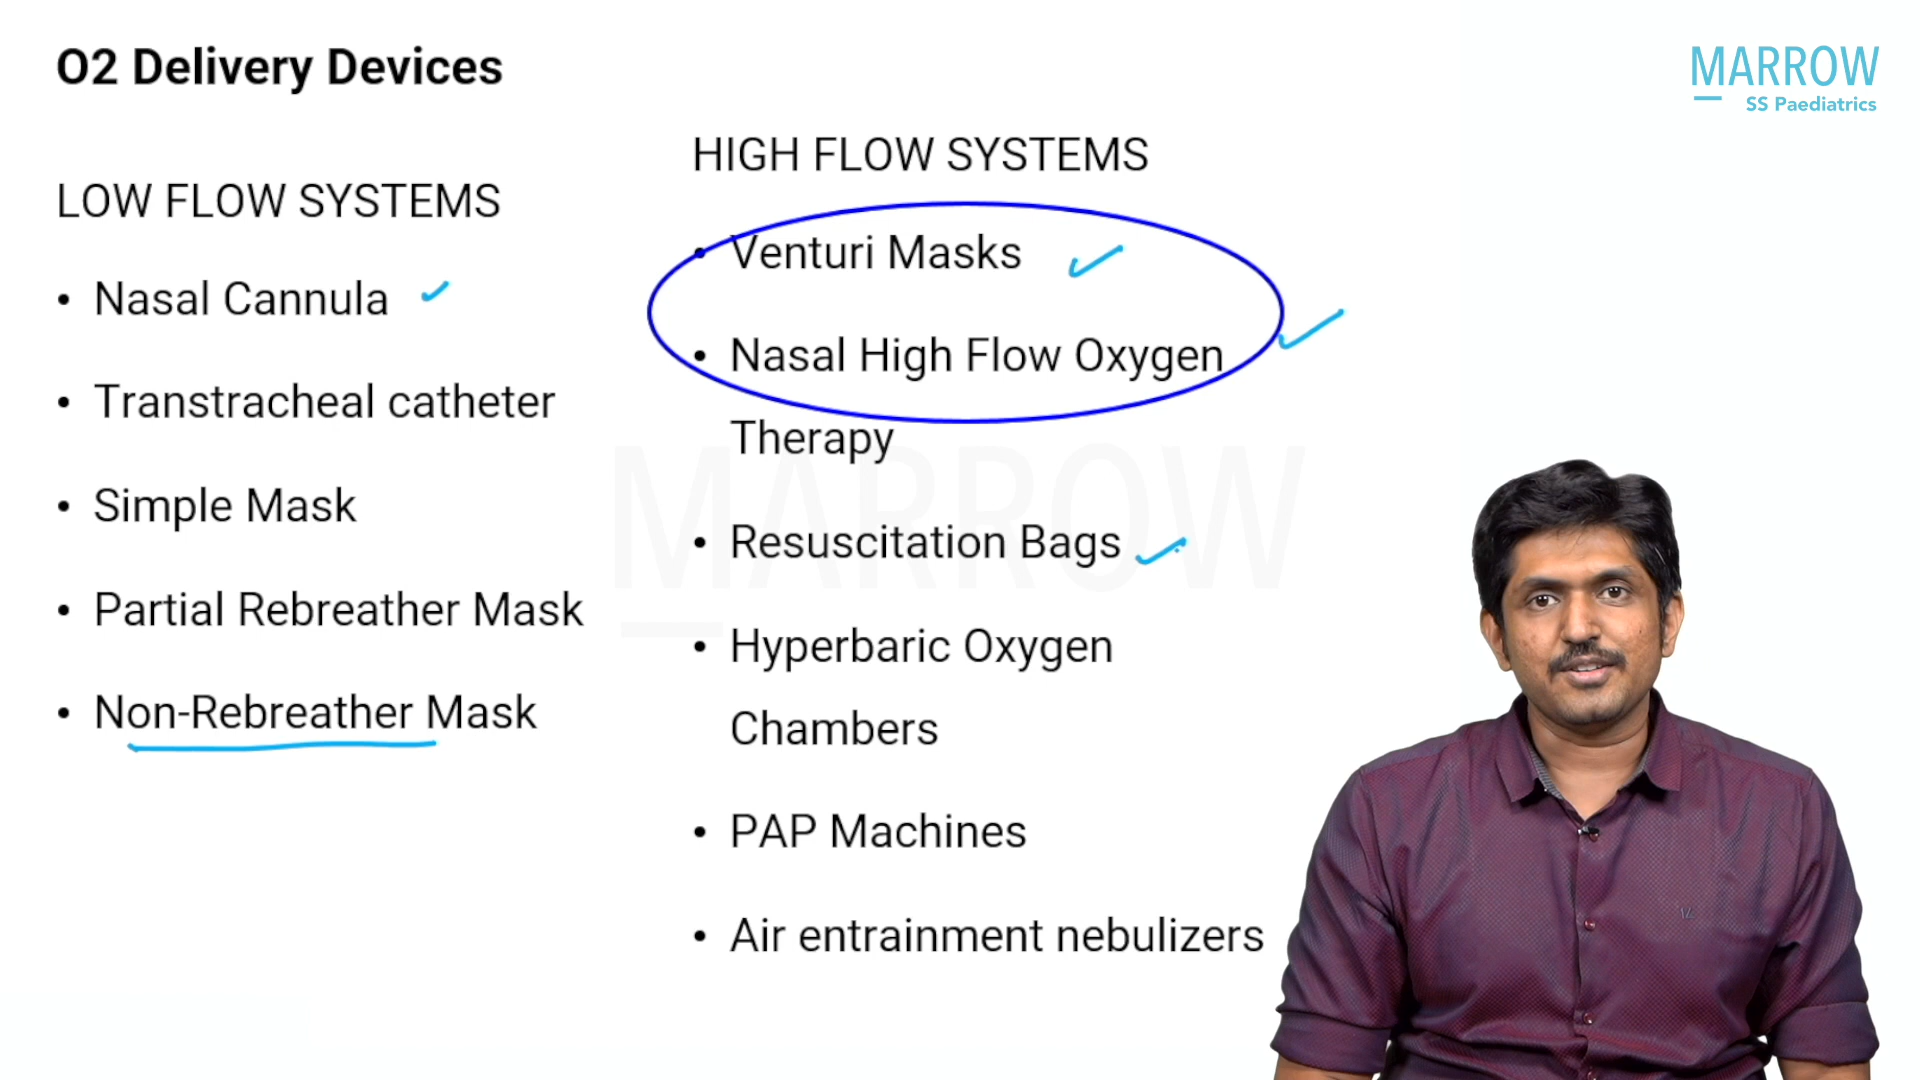 O2 Delivery Devices
MARROW
SS Paediatrics
LOW FLOW SYSTEMS
• Nasal Cannula
• Transtracheal catheter
• Simple Mask
• Partial Rebreather Mask
• Non-Rebreather Mask
HIGH FLOW SYSTEMS
• Venturi Masks
• Nasal High Flow Oxygen
Therapy
• Resuscitation Bags
• Hyperbaric Oxygen
Chambers
• PAP Machines
• Air entrainment nebulizers
MARROW